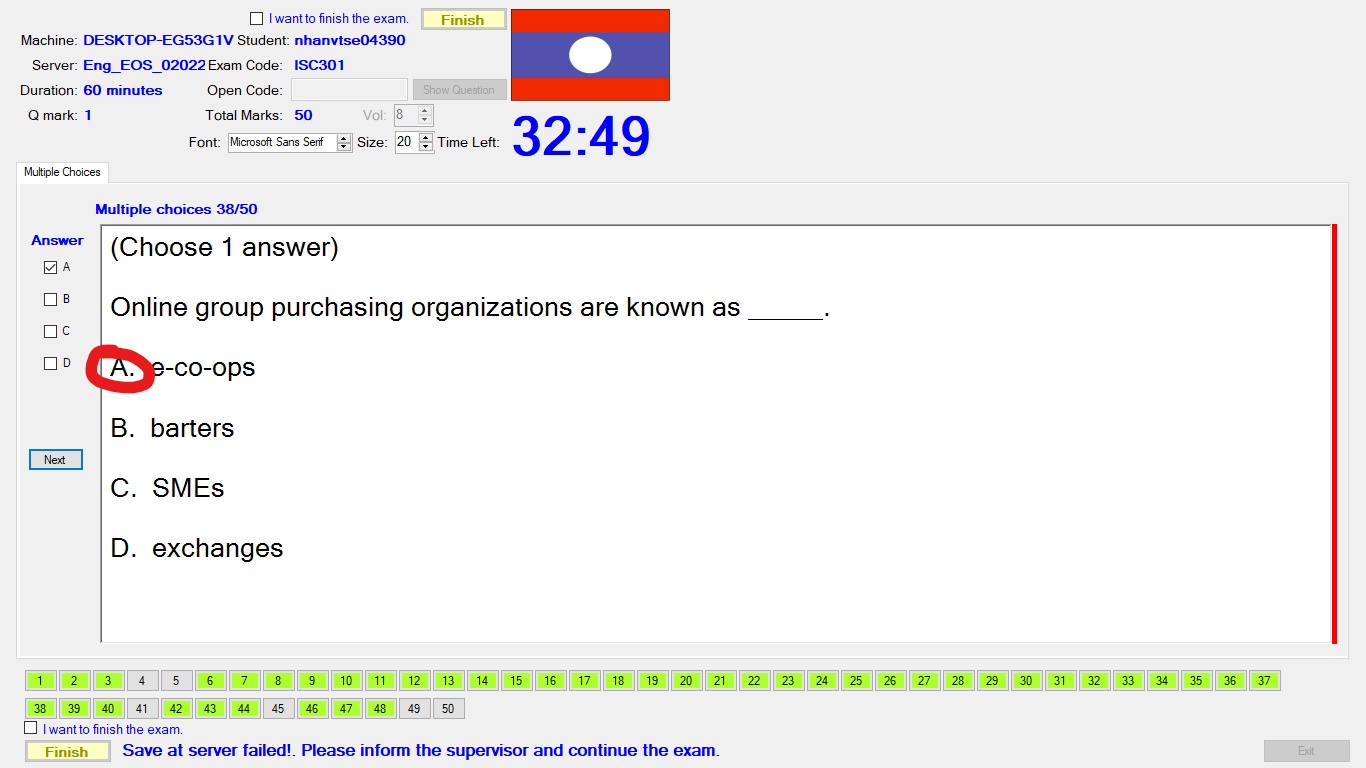 I want to finish the exam. Finish
Machine: DESKTOP-EG53G1V Student: nhanvtse04390
Server: Eng_EOS_02022 Exam Code: ISC301
Duration: 60 minutes Open Code: Show Question
Q mark: 1 Total Marks: 50 Vol: 8
Font: Microsoft Sans Serif Size: 20 Time Left: 32:49
Multiple Choices
Multiple choices 38/50
Answer
A
B
C
D
Next
(Choose 1 answer)
Online group purchasing organizations are known as ______.
A. e-co-ops
B. barters
C. SMEs
D. exchanges
1 2 3 4 5 6 7 8 9 10 11 12 13 14 15 16 17 18 19 20 21 22 23 24 25 26 27 28 29 30 31 32 33 34 35 36 37
38 39 40 41 42 43 44 45 46 47 48 49 50
I want to finish the exam.
Finish Save at server failed!. Please inform the supervisor and continue the exam. Exit